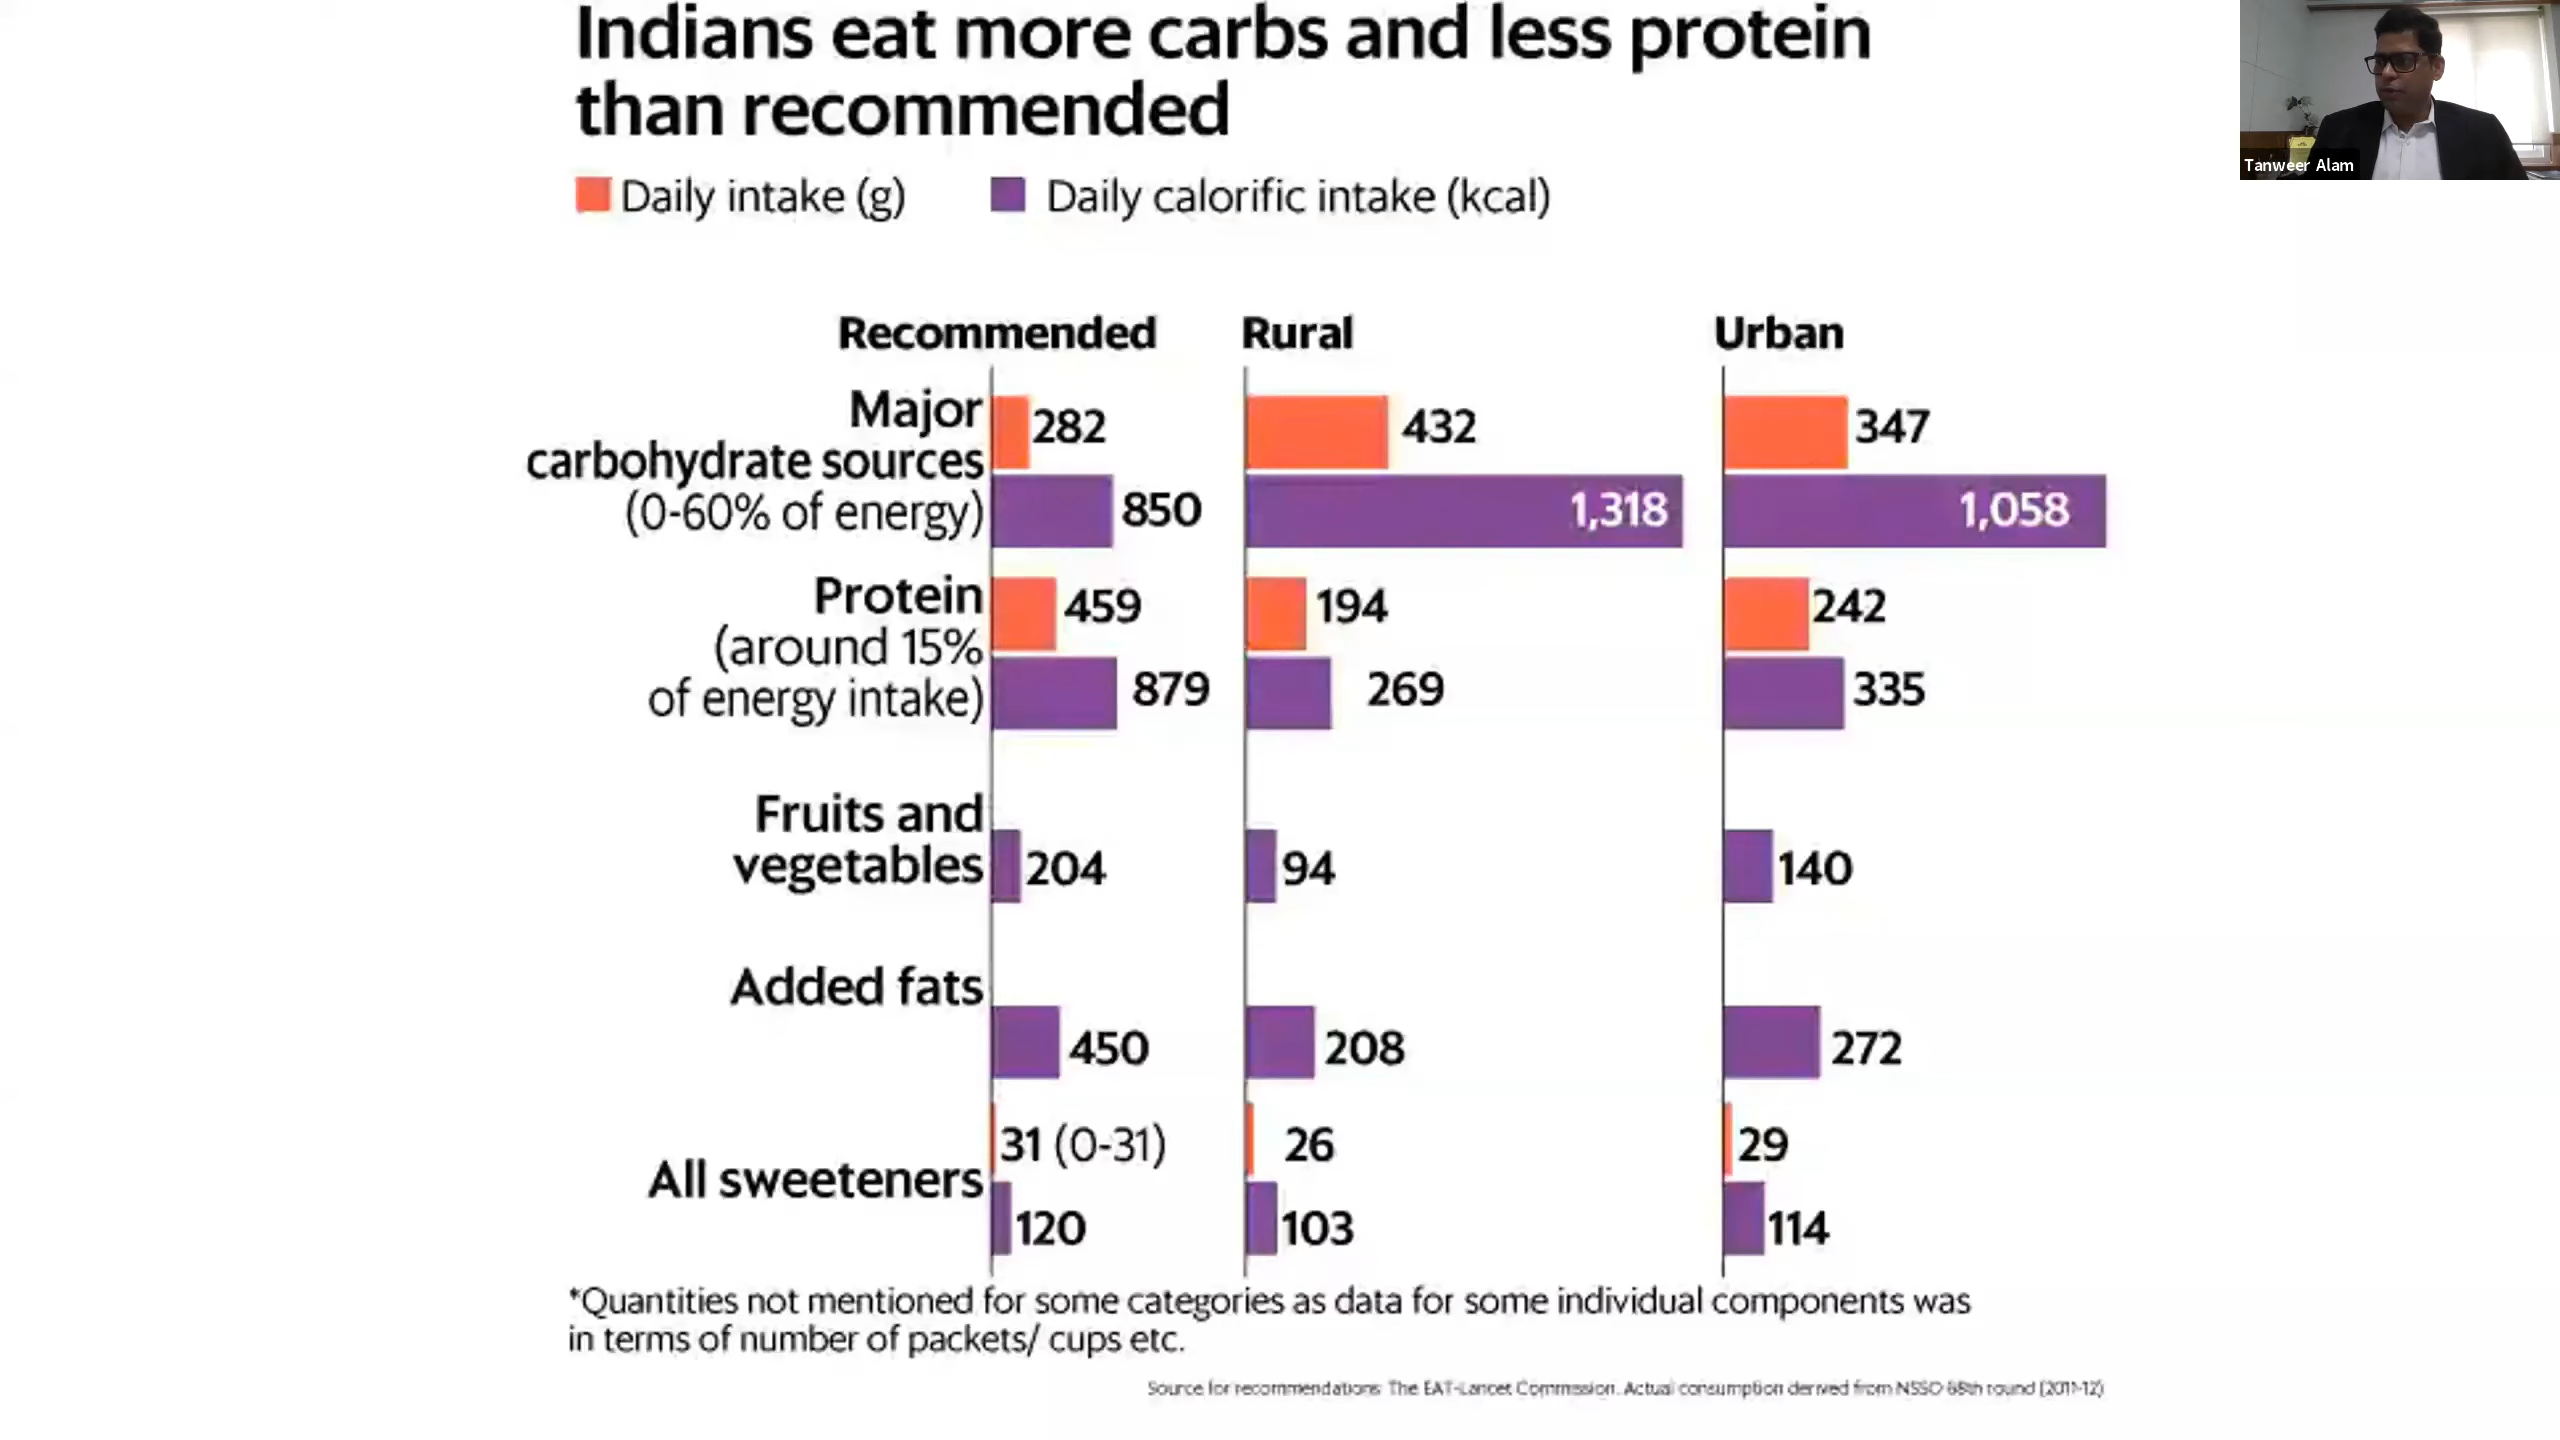 Indians eat more carbs and less protein
than recommended
Daily intake (g) Daily calorific intake (kcal)
Tanweer Alam
Recommended Rural Urban
Major
carbohydrate sources
(0-60% of energy)
282 432 347
850 1,318 1,058
Protein
(around 15%
of energy intake)
459 194 242
879 269 335
Fruits and
vegetables
204 94 140
Added fats
450 208 272
All sweeteners
31 (0-31) 26 29
120 103 114
*Quantities not mentioned for some categories as data for some individual components was
in terms of number of packets/ cups etc.
Source for recommendations: The EAT-Lancet Commission. Actual consumption derived from NSSO 68th round (2011-12)